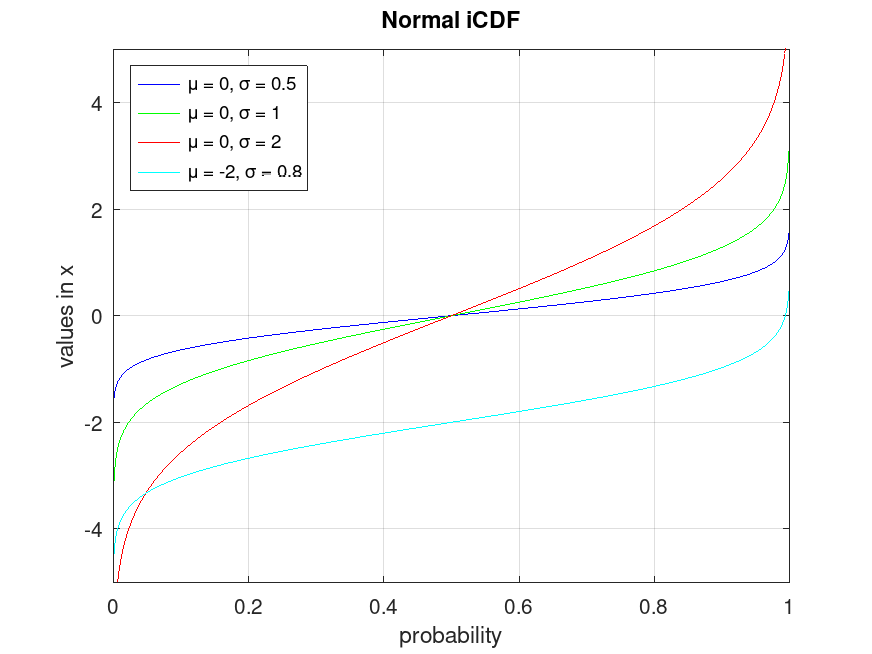 Normal iCDF
μ = 0, σ = 0.5
μ = 0, σ = 1
μ = 0, σ = 2
μ = -2, σ = 0.8
4
2
0
-2
-4
values in x
0
0.2
0.4
0.6
0.8
1
probability